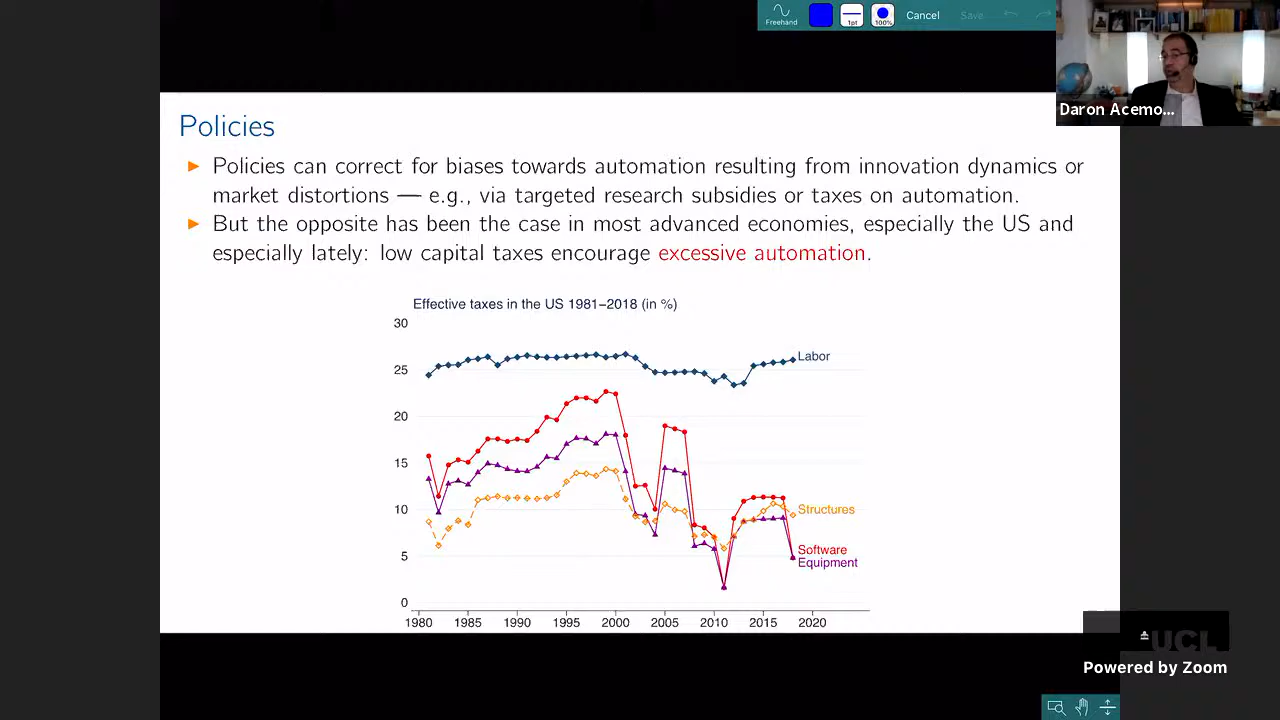 Freehand
1pt
100%
Cancel
Save
Daron Acemo...
Policies
Policies can correct for biases towards automation resulting from innovation dynamics or
market distortions — e.g., via targeted research subsidies or taxes on automation.
But the opposite has been the case in most advanced economies, especially the US and
especially lately: low capital taxes encourage excessive automation.
Effective taxes in the US 1981–2018 (in %)
30
25
20
15
10
5
0
Labor
Structures
Software
Equipment
1980 1985 1990 1995 2000 2005 2010 2015 2020
UCL
Powered by Zoom